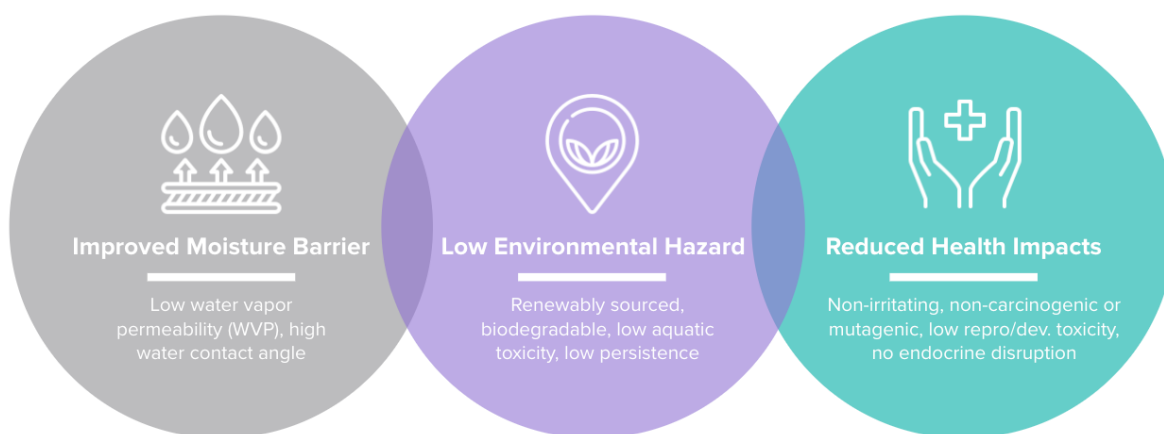 Improved Moisture Barrier
Low water vapor
permeability (WVP), high
water contact angle
Low Environmental Hazard
Renewably sourced,
biodegradable, low aquatic
toxicity, low persistence
Reduced Health Impacts
Non-irritating, non-carcinogenic or
mutagenic, low repro/dev. toxicity,
no endocrine disruption